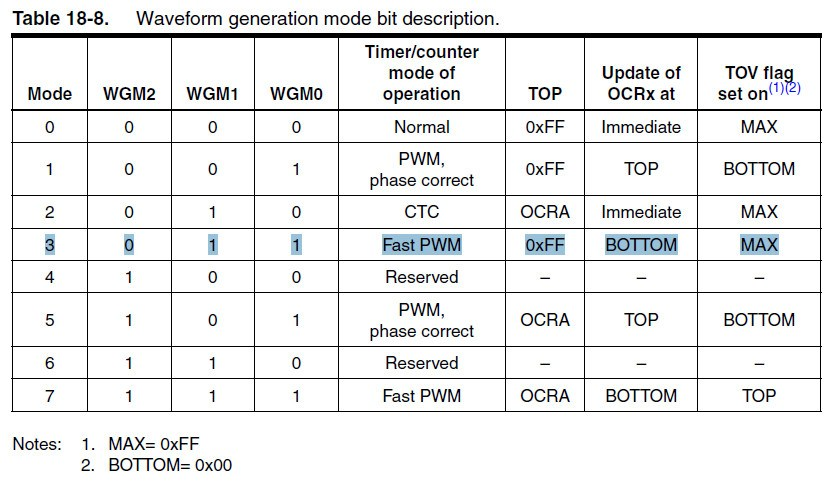 Table 18-8. Waveform generation mode bit description.
Mode WGM2 WGM1 WGM0 Timer/counter mode of operation TOP Update of OCRx at TOV flag set on(1)(2)
0 0 0 0 Normal 0xFF Immediate MAX
1 0 0 1 PWM, phase correct 0xFF TOP BOTTOM
2 0 1 0 CTC OCRA Immediate MAX
3 0 1 1 Fast PWM 0xFF BOTTOM MAX
4 1 0 0 Reserved – – –
5 1 0 1 PWM, phase correct OCRA TOP BOTTOM
6 1 1 0 Reserved – – –
7 1 1 1 Fast PWM OCRA BOTTOM TOP
Notes: 1. MAX= 0xFF
2. BOTTOM= 0x00